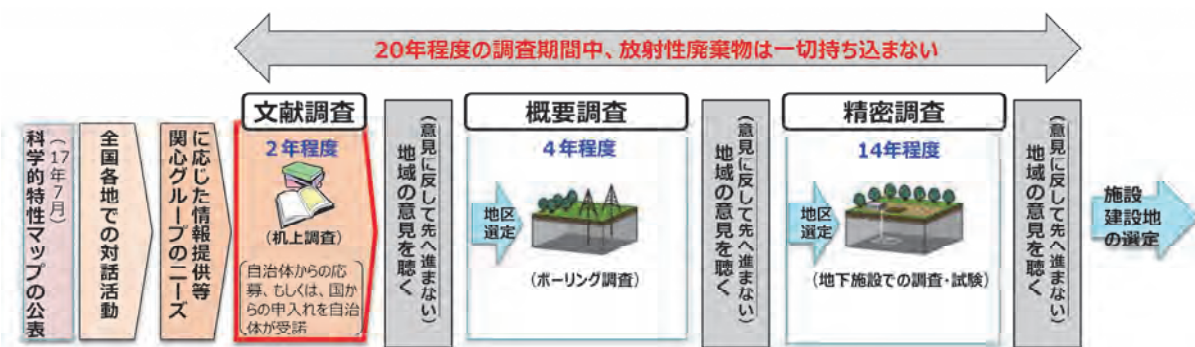 20年程度の調査期間中、放射性廃棄物は一切持ち込まない
科学的特性マップの公表
(17年7月)
全国各地での対話活動
関心グループのニーズ
に応じた情報提供等
文献調査
2年程度
(机上調査)
自治体からの応
募、もしくは、国か
らの申入れを自治
体が受諾
地域の意見を聴く
(意見に反して先へ進まない)
概要調査
4年程度
地区
選定
(ボーリング調査)
地域の意見を聴く
(意見に反して先へ進まない)
精密調査
14年程度
地区
選定
(地下施設での調査・試験)
地域の意見を聴く
(意見に反して先へ進まない)
施設
建設地
の選定